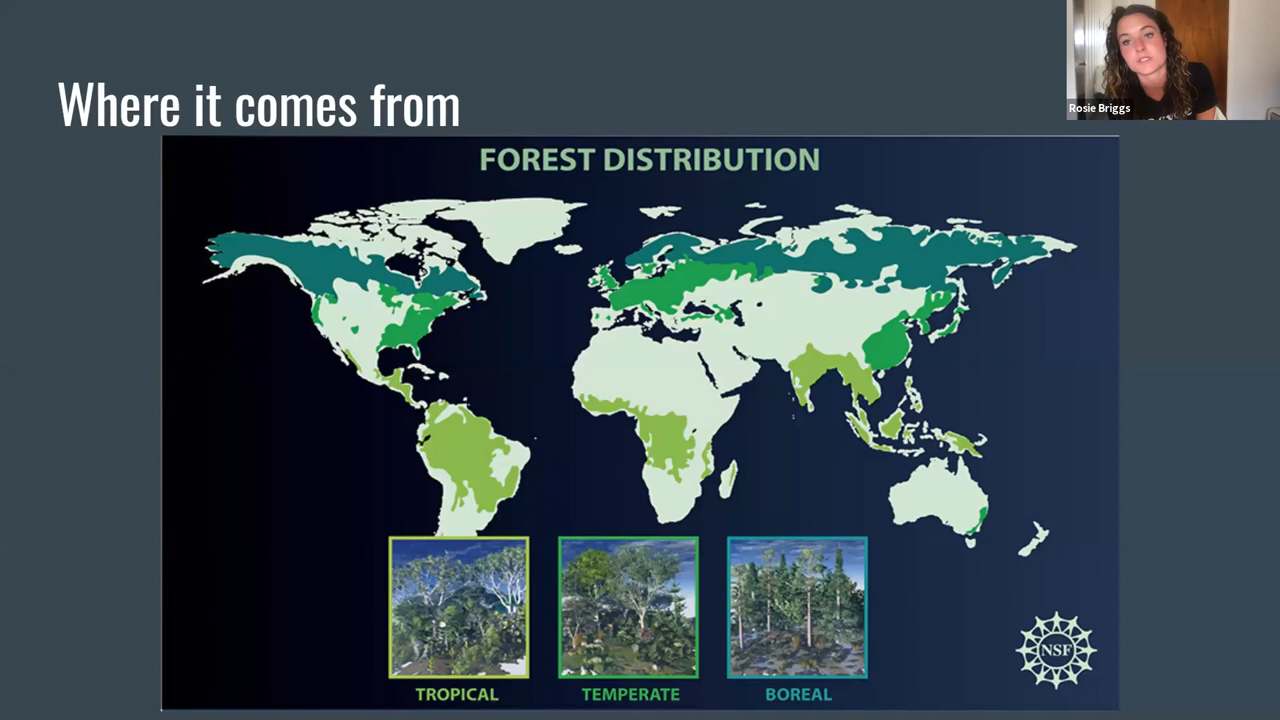 Where it comes from
Rosie Briggs
FOREST DISTRIBUTION
NSF
TROPICAL
TEMPERATE
BOREAL